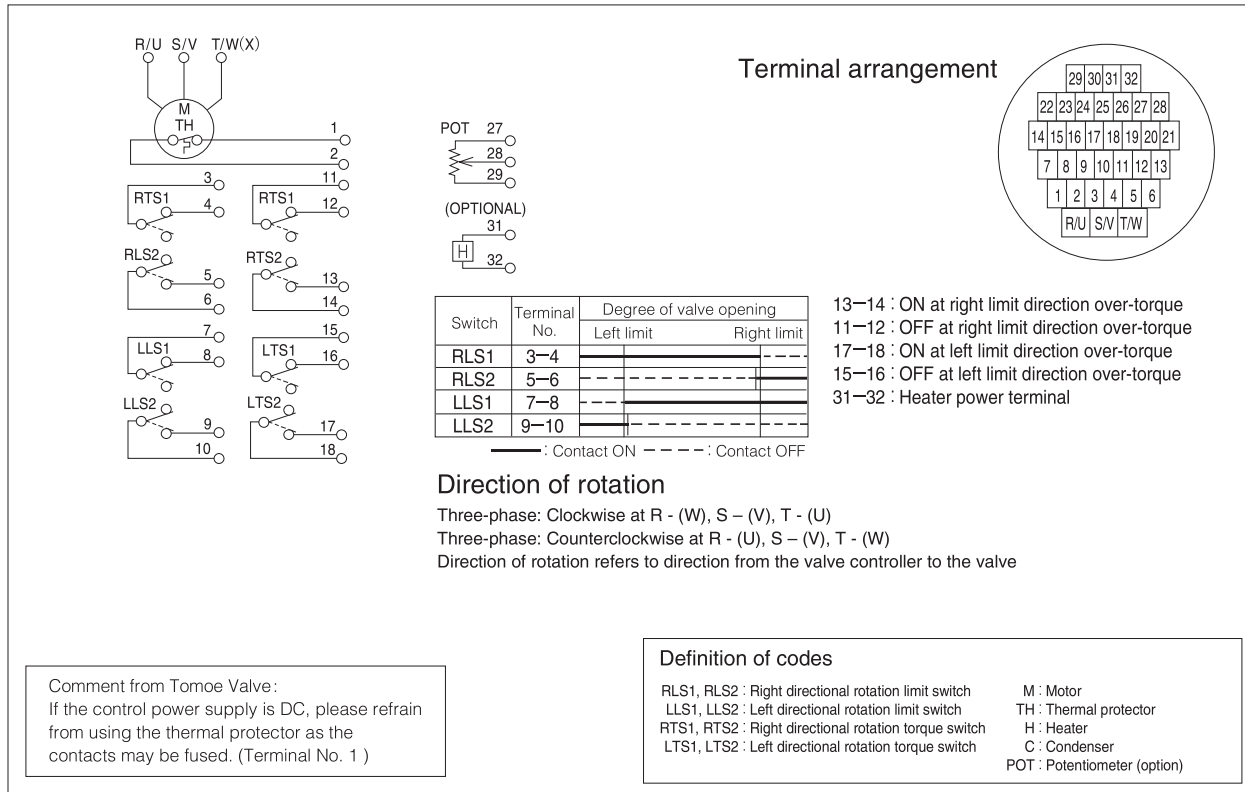 R/U S/V T/W(X)
M
TH
1
2
3
RTS1
4
11
RTS1
12
RLS2
5
6
RTS2
13
14
7
LLS1
8
15
LTS1
16
LLS2
9
10
LTS2
17
18
POT 27
28
29
(OPTIONAL)
31
H
32
Terminal arrangement
29 30 31 32
22 23 24 25 26 27 28
14 15 16 17 18 19 20 21
7 8 9 10 11 12 13
1 2 3 4 5 6
R/U S/V T/W
Switch Terminal No. Degree of valve opening
Left limit Right limit
RLS1 3—4
RLS2 5—6
LLS1 7—8
LLS2 9—10
: Contact ON : Contact OFF
13—14 : ON at right limit direction over-torque
11—12 : OFF at right limit direction over-torque
17—18 : ON at left limit direction over-torque
15—16 : OFF at left limit direction over-torque
31—32 : Heater power terminal
Direction of rotation
Three-phase: Clockwise at R - (W), S – (V), T - (U)
Three-phase: Counterclockwise at R - (U), S – (V), T - (W)
Direction of rotation refers to direction from the valve controller to the valve
Comment from Tomoe Valve:
If the control power supply is DC, please refrain
from using the thermal protector as the
contacts may be fused. (Terminal No. 1 )
Definition of codes
RLS1, RLS2 : Right directional rotation limit switch
LLS1, LLS2 : Left directional rotation limit switch
RTS1, RTS2 : Right directional rotation torque switch
LTS1, LTS2 : Left directional rotation torque switch
M : Motor
TH : Thermal protector
H : Heater
C : Condenser
POT : Potentiometer (option)